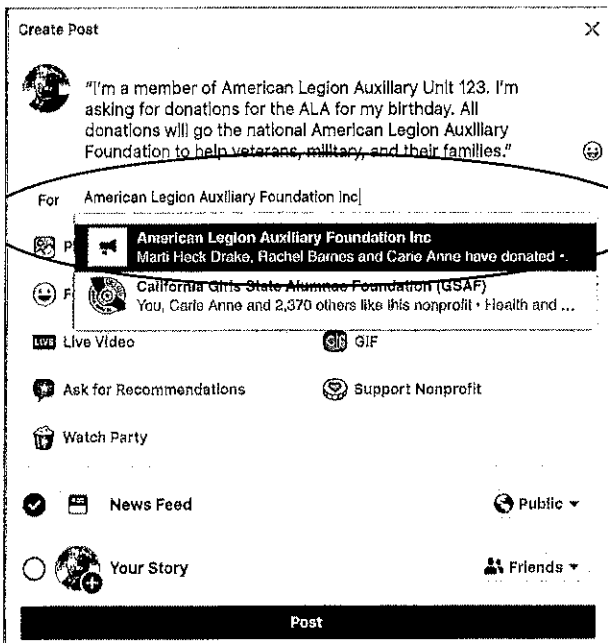 Create Post
"I'm a member of American Legion Auxiliary Unit 123. I'm
asking for donations for the ALA for my birthday. All
donations will go the national American Legion Auxiliary
Foundation to help veterans, military, and their families."
For American Legion Auxiliary Foundation Inc
P
American Legion Auxiliary Foundation Inc
Marti Heck Drake, Rachel Barnes and Carie Anne have donated •.
F
California Girls State Alumnae Foundation (GSAF)
You, Carie Anne and 2,370 others like this nonprofit • Health and ...
LIVE Live Video
GIF GIF
Ask for Recommendations
Support Nonprofit
Watch Party
News Feed
Public
Your Story
Friends
Post